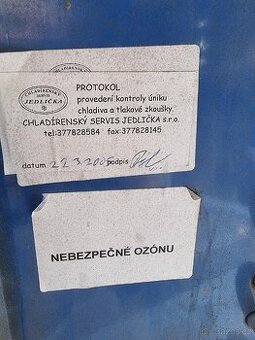 CHLADÍRENSKÝ
SERVIS
JEDLIČKA
PROTOKOL
provedení kontroly úniku
chladiva a tlakové zkoušky.
CHLADÍRENSKÝ SERVIS JEDLIČKA s.r.o.
tel:377828584 fax:377828145
datum podpis
NEBEZPEČNÉ OZÓNU